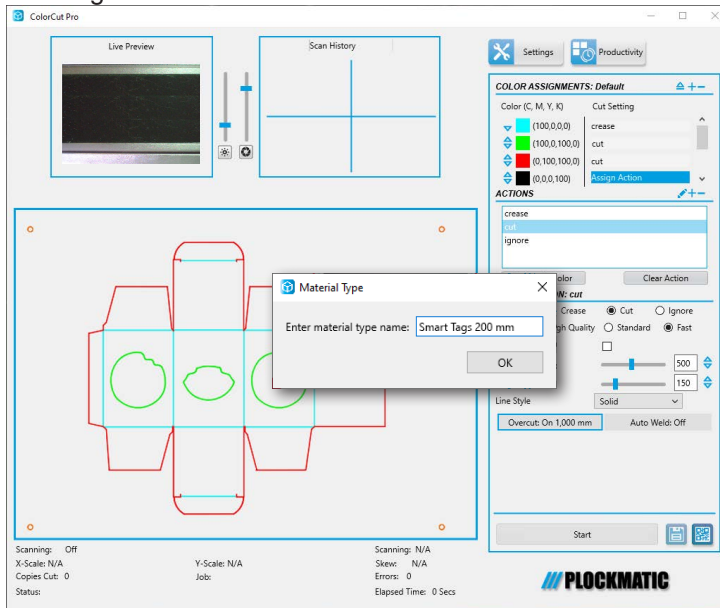 ColorCut Pro
Live Preview
Scan History
Settings
Productivity
COLOR ASSIGNMENTS: Default
Color (C, M, Y, K) Cut Setting
(100,0,0,0) crease
(100,0,100,0) cut
(0,100,100,0) cut
(0,0,0,100) Assign Action
ACTIONS
crease
cut
ignore
olor
Clear Action
ON: cut
Crease Cut Ignore
gh Quality Standard Fast
500
150
Line Style Solid
Overcut: On 1,000 mm Auto Weld: Off
Start
Material Type
Enter material type name: Smart Tags 200 mm
OK
Scanning: Off Scanning: N/A
X-Scale: N/A Y-Scale: N/A Skew: N/A
Copies Cut: 0 Job: Errors: 0
Status: Elapsed Time: 0 Secs
PLOCKMATIC